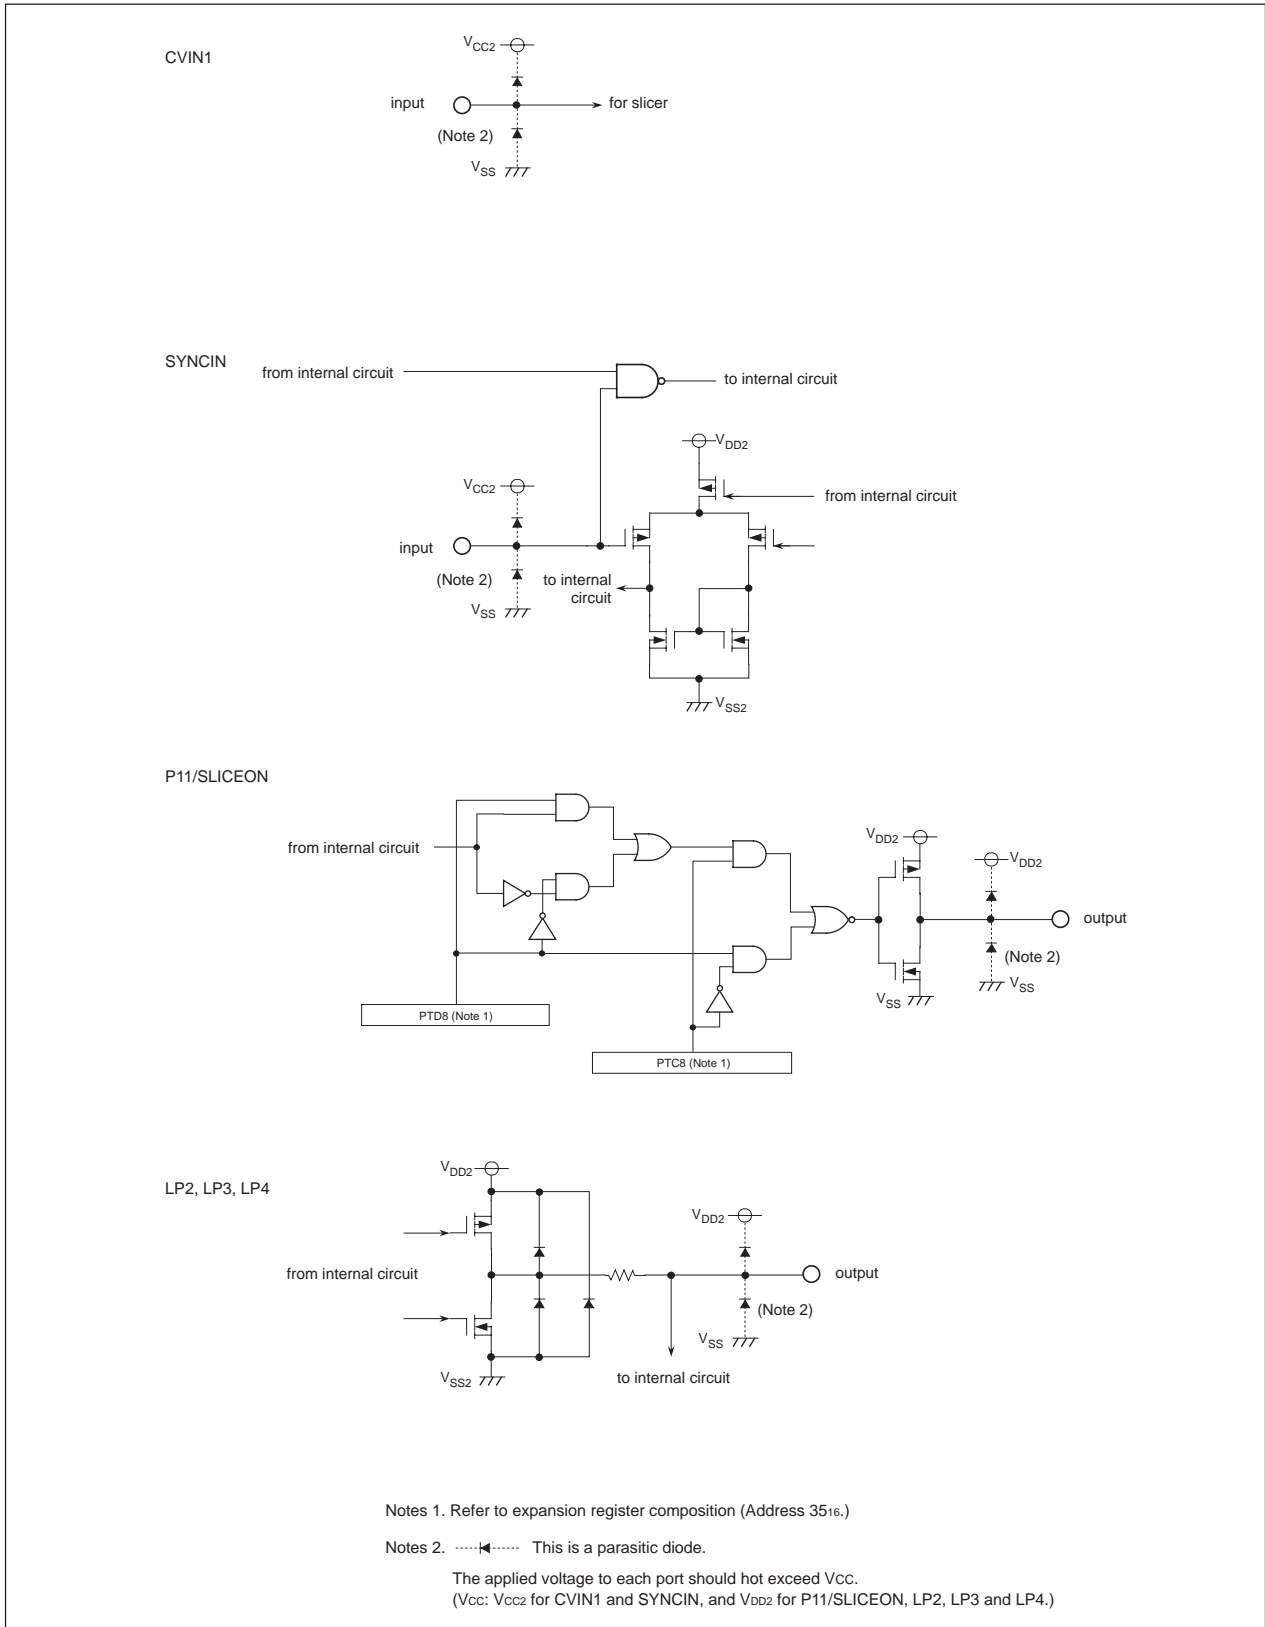 CVIN1
VCC2
input
for slicer
(Note 2)
VSS
SYNCIN
from internal circuit
to internal circuit
VDD2
VCC2
from internal circuit
input
(Note 2)
to internal
circuit
VSS
VSS2
P11/SLICEON
from internal circuit
VDD2
VDD2
output
(Note 2)
VSS
VSS
PTD8 (Note 1)
PTC8 (Note 1)
VDD2
LP2, LP3, LP4
VDD2
from internal circuit
output
(Note 2)
VSS
VSS2
to internal circuit
Notes 1. Refer to expansion register composition (Address 3516.)
Notes 2. This is a parasitic diode.
The applied voltage to each port should hot exceed VCC.
(VCC: VCC2 for CVIN1 and SYNCIN, and VDD2 for P11/SLICEON, LP2, LP3 and LP4.)